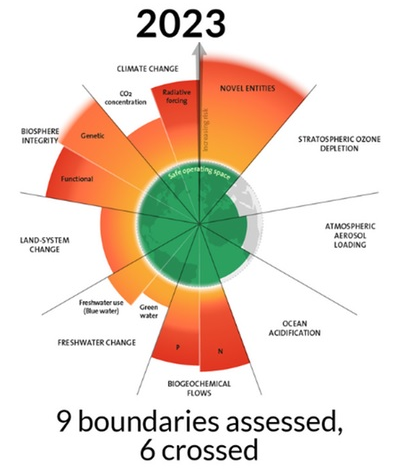 2023
CLIMATE CHANGE
CO₂
concentration
Radiative
forcing
NOVEL ENTITIES
Increasing risk
BIOSPHERE
INTEGRITY
Genetic
Functional
Safe operating space
STRATOSPHERIC OZONE
DEPLETION
ATMOSPHERIC
AEROSOL
LOADING
LAND-SYSTEM
CHANGE
Freshwater use
(Blue water)
Green
water
FRESHWATER CHANGE
P
N
OCEAN
ACIDIFICATION
BIOGEOCHEMICAL
FLOWS
9 boundaries assessed,
6 crossed